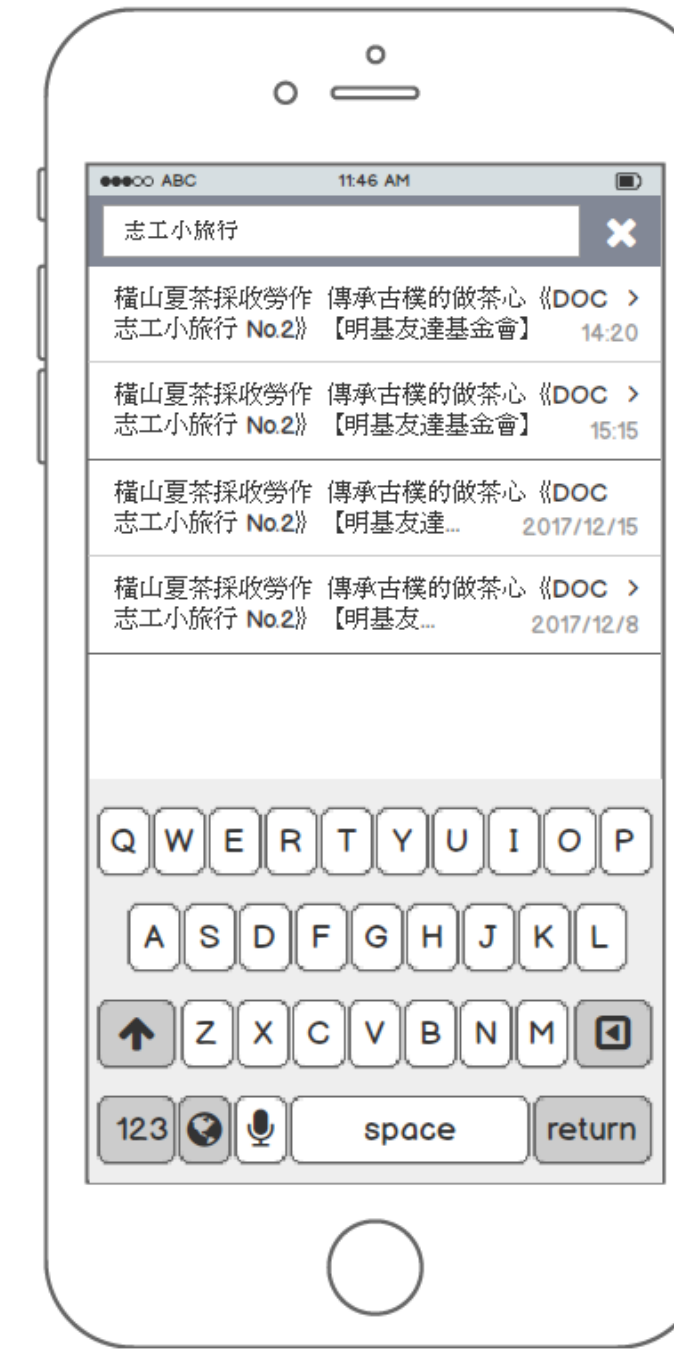 ABC 11:46 AM
志工小旅行
橫山夏茶採收勞作 傳承古樸的做茶心《DOC >
志工小旅行 No.2》【明基友達基金會】 14:20
橫山夏茶採收勞作 傳承古樸的做茶心《DOC >
志工小旅行 No.2》【明基友達基金會】 15:15
橫山夏茶採收勞作 傳承古樸的做茶心《DOC
志工小旅行 No.2》【明基友達... 2017/12/15
橫山夏茶採收勞作 傳承古樸的做茶心《DOC >
志工小旅行 No.2》【明基友... 2017/12/8
Q W E R T Y U I O P
A S D F G H J K L
Z X C V B N M
123 space return